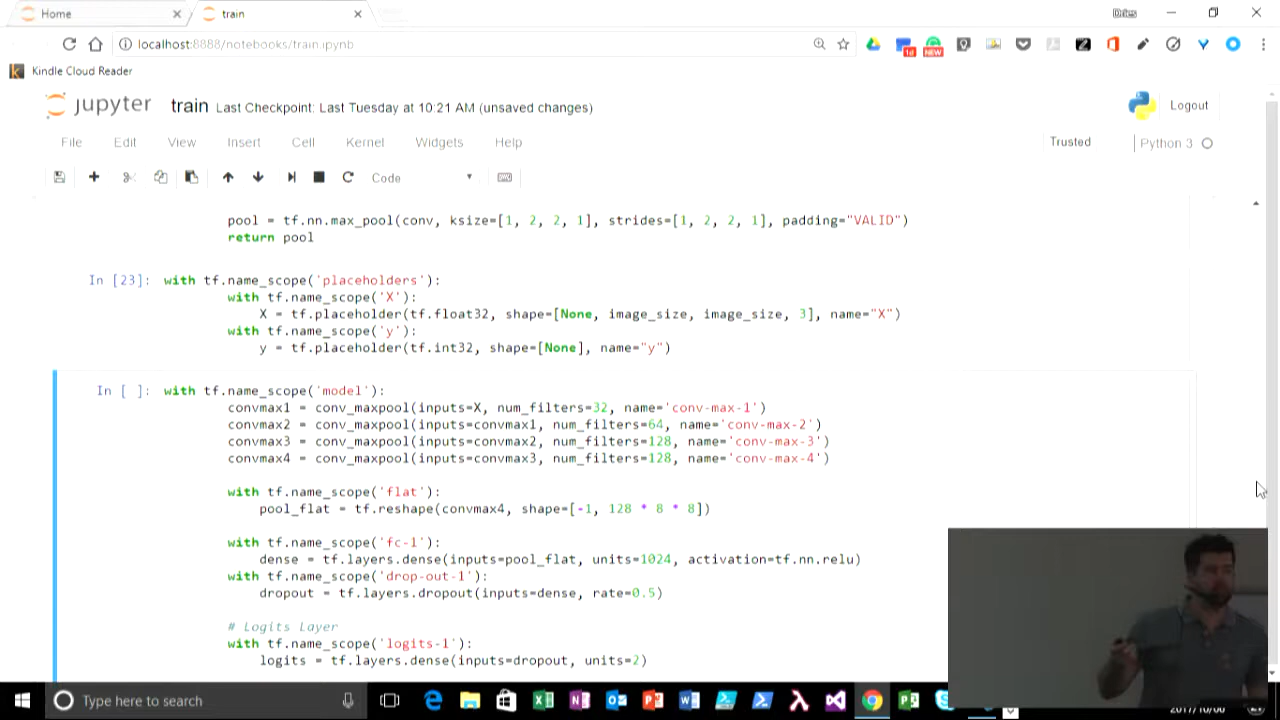 Home
train
localhost:8888/notebooks/train.ipynb
1d
NEW
Kindle Cloud Reader
jupyter train Last Checkpoint: Last Tuesday at 10:21 AM (unsaved changes)
Logout
File Edit View Insert Cell Kernel Widgets Help
Trusted
Python 3
Code
pool = tf.nn.max_pool(conv, ksize=[1, 2, 2, 1], strides=[1, 2, 2, 1], padding="VALID")
return pool
In [23]: with tf.name_scope('placeholders'):
with tf.name_scope('X'):
X = tf.placeholder(tf.float32, shape=[None, image_size, image_size, 3], name="X")
with tf.name_scope('y'):
y = tf.placeholder(tf.int32, shape=[None], name="y")
In [ ]: with tf.name_scope('model'):
convmax1 = conv_maxpool(inputs=X, num_filters=32, name='conv-max-1')
convmax2 = conv_maxpool(inputs=convmax1, num_filters=64, name='conv-max-2')
convmax3 = conv_maxpool(inputs=convmax2, num_filters=128, name='conv-max-3')
convmax4 = conv_maxpool(inputs=convmax3, num_filters=128, name='conv-max-4')
with tf.name_scope('flat'):
pool_flat = tf.reshape(convmax4, shape=[-1, 128 * 8 * 8])
with tf.name_scope('fc-1'):
dense = tf.layers.dense(inputs=pool_flat, units=1024, activation=tf.nn.relu)
with tf.name_scope('drop-out-1'):
dropout = tf.layers.dropout(inputs=dense, rate=0.5)
# Logits Layer
with tf.name_scope('logits-1'):
logits = tf.layers.dense(inputs=dropout, units=2)
Type here to search